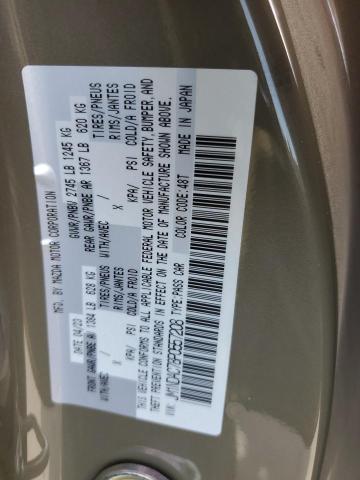 MFG. BY MAZDA MOTOR CORPORATION
DATE: 04/23 GVWR/PNBV 2745 LB 1245 KG
FRONT GAWR/PNBE AV 1384 LB 628 KG REAR GAWR/PNBE AR 1367 LB 620 KG
TIRES/PNEUS WITH/AVEC / TIRES/PNEUS
RIMS/JANTES X RIMS/JANTES
X KPA/ PSI COLD/A FROID KPA/ PSI COLD/A FROID
THIS VEHICLE CONFORMS TO ALL APPLICABLE FEDERAL MOTOR VEHICLE SAFETY, BUMPER, AND
THEFT PREVENTION STANDARDS IN EFFECT ON THE DATE OF MANUFACTURE SHOWN ABOVE.
VIN: TYPE:PASS CAR COLOR CODE:48T MADE IN JAPAN